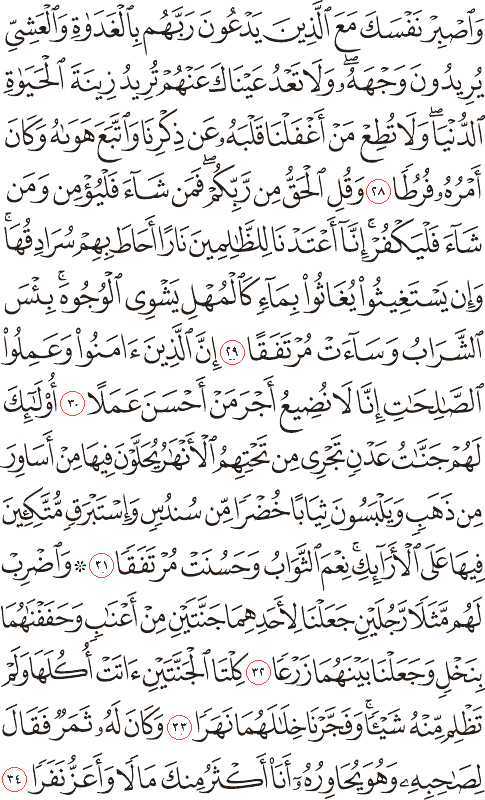 وَٱصْبِرْ نَفْسَكَ مَعَ ٱلَّذِينَ يَدْعُونَ رَبَّهُم بِٱلْغَدَوٰةِ وَٱلْعَشِىِّ
يُرِيدُونَ وَجْهَهُۥۖ وَلَا تَعْدُ عَيْنَاكَ عَنْهُمْ تُرِيدُ زِينَةَ ٱلْحَيَوٰةِ
ٱلدُّنْيَاۖ وَلَا تُطِعْ مَنْ أَغْفَلْنَا قَلْبَهُۥ عَن ذِكْرِنَا وَٱتَّبَعَ هَوَىٰهُ وَكَانَ
أَمْرُهُۥ فُرُطًا ٢٨ وَقُلِ ٱلْحَقُّ مِن رَّبِّكُمْۖ فَمَن شَآءَ فَلْيُؤْمِن وَمَن
شَآءَ فَلْيَكْفُرْۚ إِنَّآ أَعْتَدْنَا لِلظَّٰلِمِينَ نَارًا أَحَاطَ بِهِمْ سُرَادِقُهَاۚ
وَإِن يَسْتَغِيثُوا۟ يُغَاثُوا۟ بِمَآءٍ كَٱلْمُهْلِ يَشْوِى ٱلْوُجُوهَۚ بِئْسَ
ٱلشَّرَابُ وَسَآءَتْ مُرْتَفَقًا ٢٩ إِنَّ ٱلَّذِينَ ءَامَنُوا۟ وَعَمِلُوا۟
ٱلصَّٰلِحَٰتِ إِنَّا لَا نُضِيعُ أَجْرَ مَنْ أَحْسَنَ عَمَلًا ٣٠ أُو۟لَٰٓئِكَ
لَهُمْ جَنَّٰتُ عَدْنٍ تَجْرِى مِن تَحْتِهِمُ ٱلْأَنْهَٰرُ يُحَلَّوْنَ فِيهَا مِنْ أَسَاوِرَ
مِن ذَهَبٍ وَيَلْبَسُونَ ثِيَابًا خُضْرًا مِّن سُندُسٍ وَإِسْتَبْرَقٍ مُّتَّكِـِٔينَ
فِيهَا عَلَى ٱلْأَرَآئِكِۚ نِعْمَ ٱلثَّوَابُ وَحَسُنَتْ مُرْتَفَقًا ٣١ ۞ وَٱضْرِبْ
لَهُم مَّثَلًا رَّجُلَيْنِ جَعَلْنَا لِأَحَدِهِمَا جَنَّتَيْنِ مِنْ أَعْنَٰبٍ وَحَفَفْنَٰهُمَا
بِنَخْلٍ وَجَعَلْنَا بَيْنَهُمَا زَرْعًا ٣٢ كِلْتَا ٱلْجَنَّتَيْنِ ءَاتَتْ أُكُلَهَا وَلَمْ
تَظْلِم مِّنْهُ شَيْـًٔاۚ وَفَجَّرْنَا خِلَٰلَهُمَا نَهَرًا ٣٣ وَكَانَ لَهُۥ ثَمَرٌ فَقَالَ
لِصَٰحِبِهِۦ وَهُوَ يُحَاوِرُهُۥٓ أَنَا۠ أَكْثَرُ مِنكَ مَالًا وَأَعَزُّ نَفَرًا ٣٤